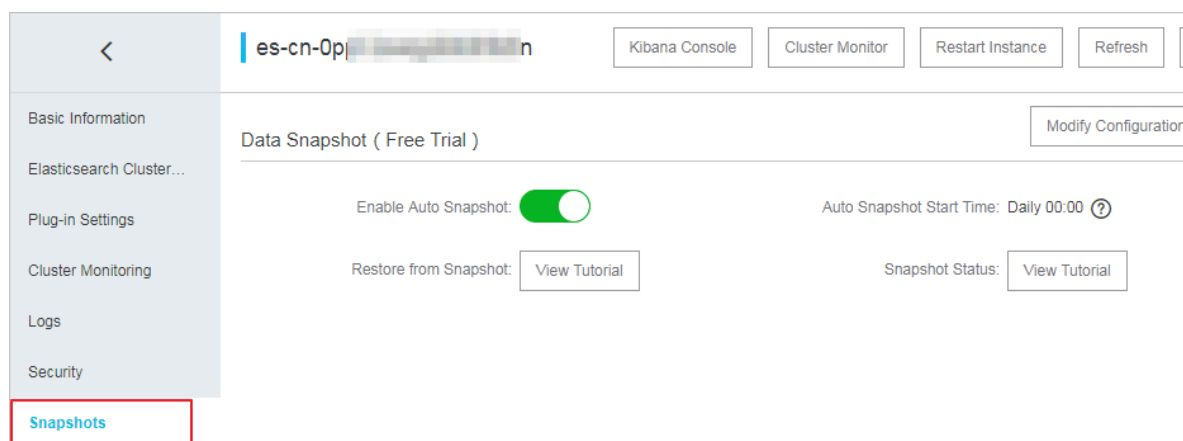 es-cn-0p
n
Kibana Console
Cluster Monitor
Restart Instance
Refresh
Basic Information
Elasticsearch Cluster...
Plug-in Settings
Cluster Monitoring
Logs
Security
Snapshots
Data Snapshot ( Free Trial )
Modify Configuration
Enable Auto Snapshot:
Auto Snapshot Start Time: Daily 00:00 ?
Restore from Snapshot: View Tutorial
Snapshot Status: View Tutorial